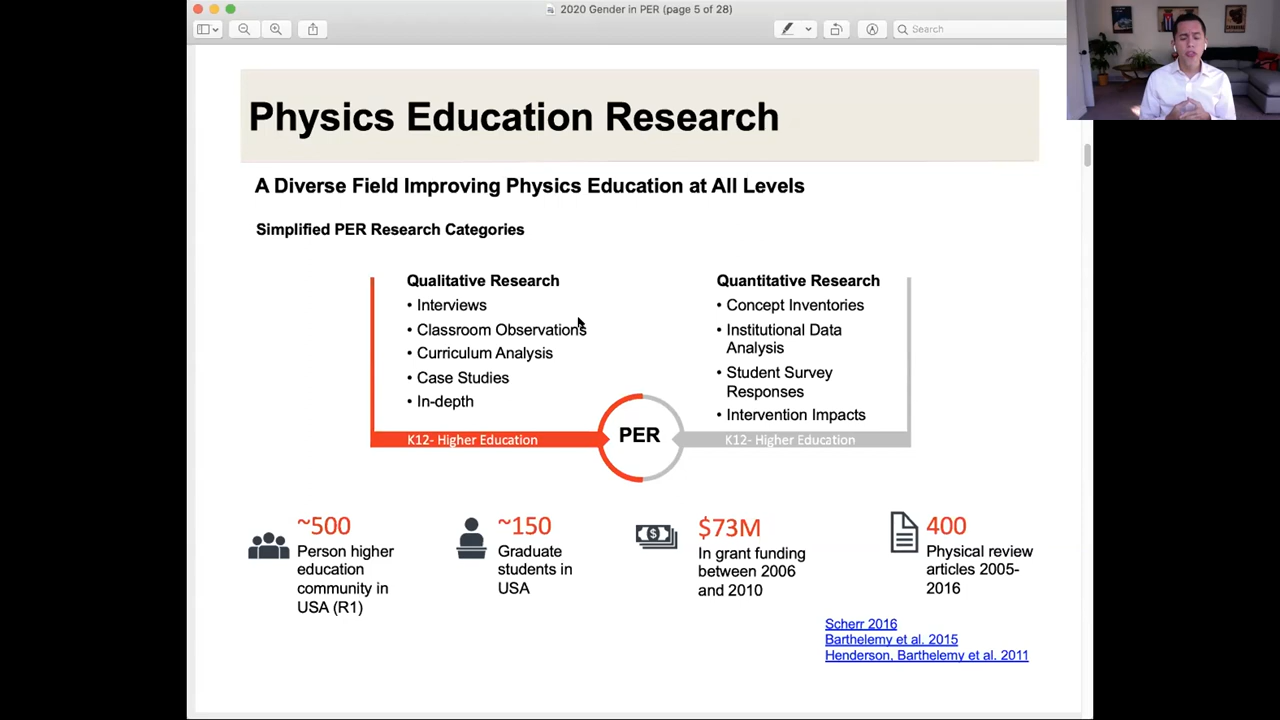 2020 Gender in PER (page 5 of 28)
Search
Physics Education Research
A Diverse Field Improving Physics Education at All Levels
Simplified PER Research Categories
Qualitative Research
• Interviews
• Classroom Observations
• Curriculum Analysis
• Case Studies
• In-depth
K12- Higher Education
PER
Quantitative Research
• Concept Inventories
• Institutional Data
Analysis
• Student Survey
Responses
• Intervention Impacts
K12- Higher Education
~500
Person higher
education
community in
USA (R1)
~150
Graduate
students in
USA
$73M
In grant funding
between 2006
and 2010
400
Physical review
articles 2005-
2016
Scherr 2016
Barthelemy et al. 2015
Henderson, Barthelemy et al. 2011